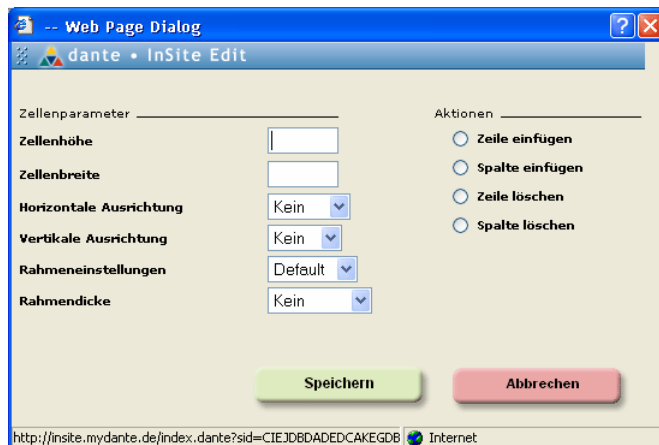 -- Web Page Dialog
dante • InSite Edit
Zellenparameter
Zellenhöhe
Zellenbreite
Horizontale Ausrichtung Kein
Vertikale Ausrichtung Kein
Rahmeneinstellungen Default
Rahmendicke Kein
Aktionen
Zeile einfügen
Spalte einfügen
Zeile löschen
Spalte löschen
Speichern Abbrechen
http://insite.mydante.de/index.dante?sid=CIEJDBDADEDCAKEGDB Internet